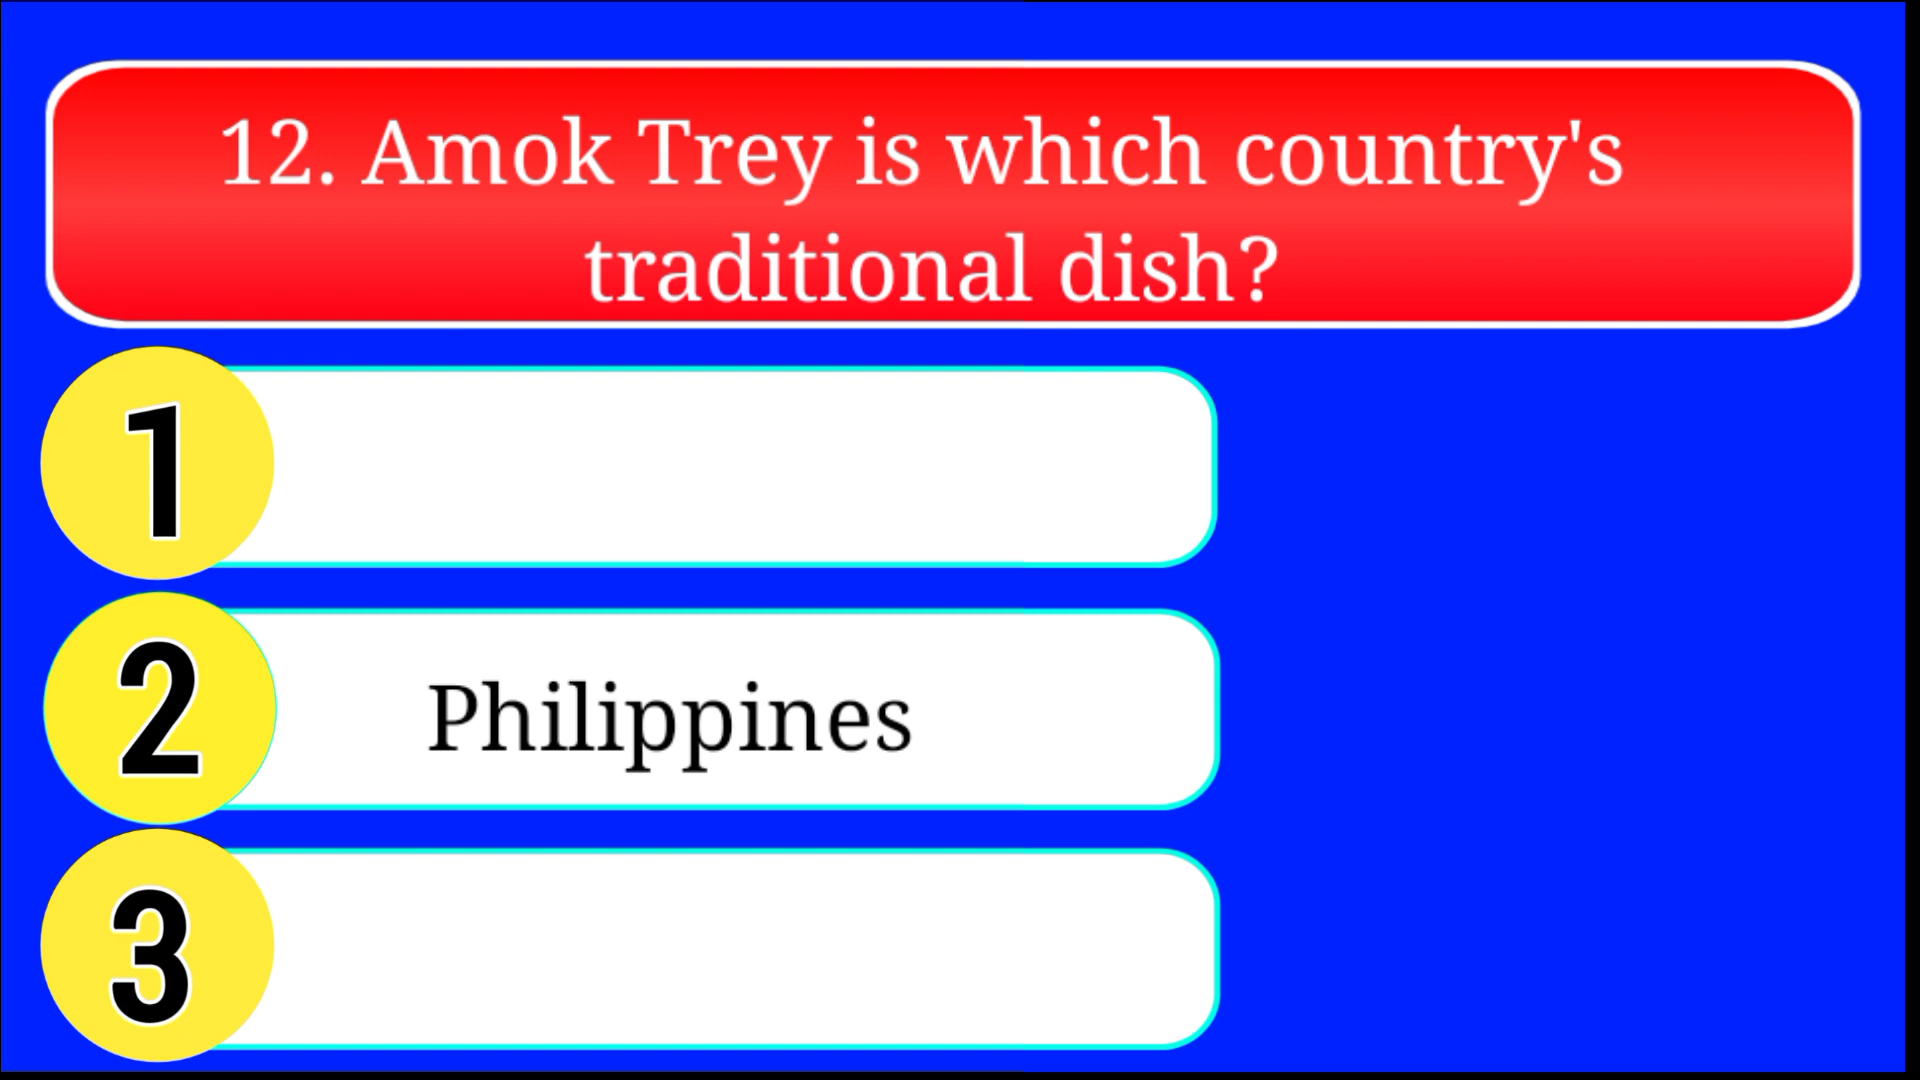 12. Amok Trey is which country's
traditional dish?
1
2
Philippines
3